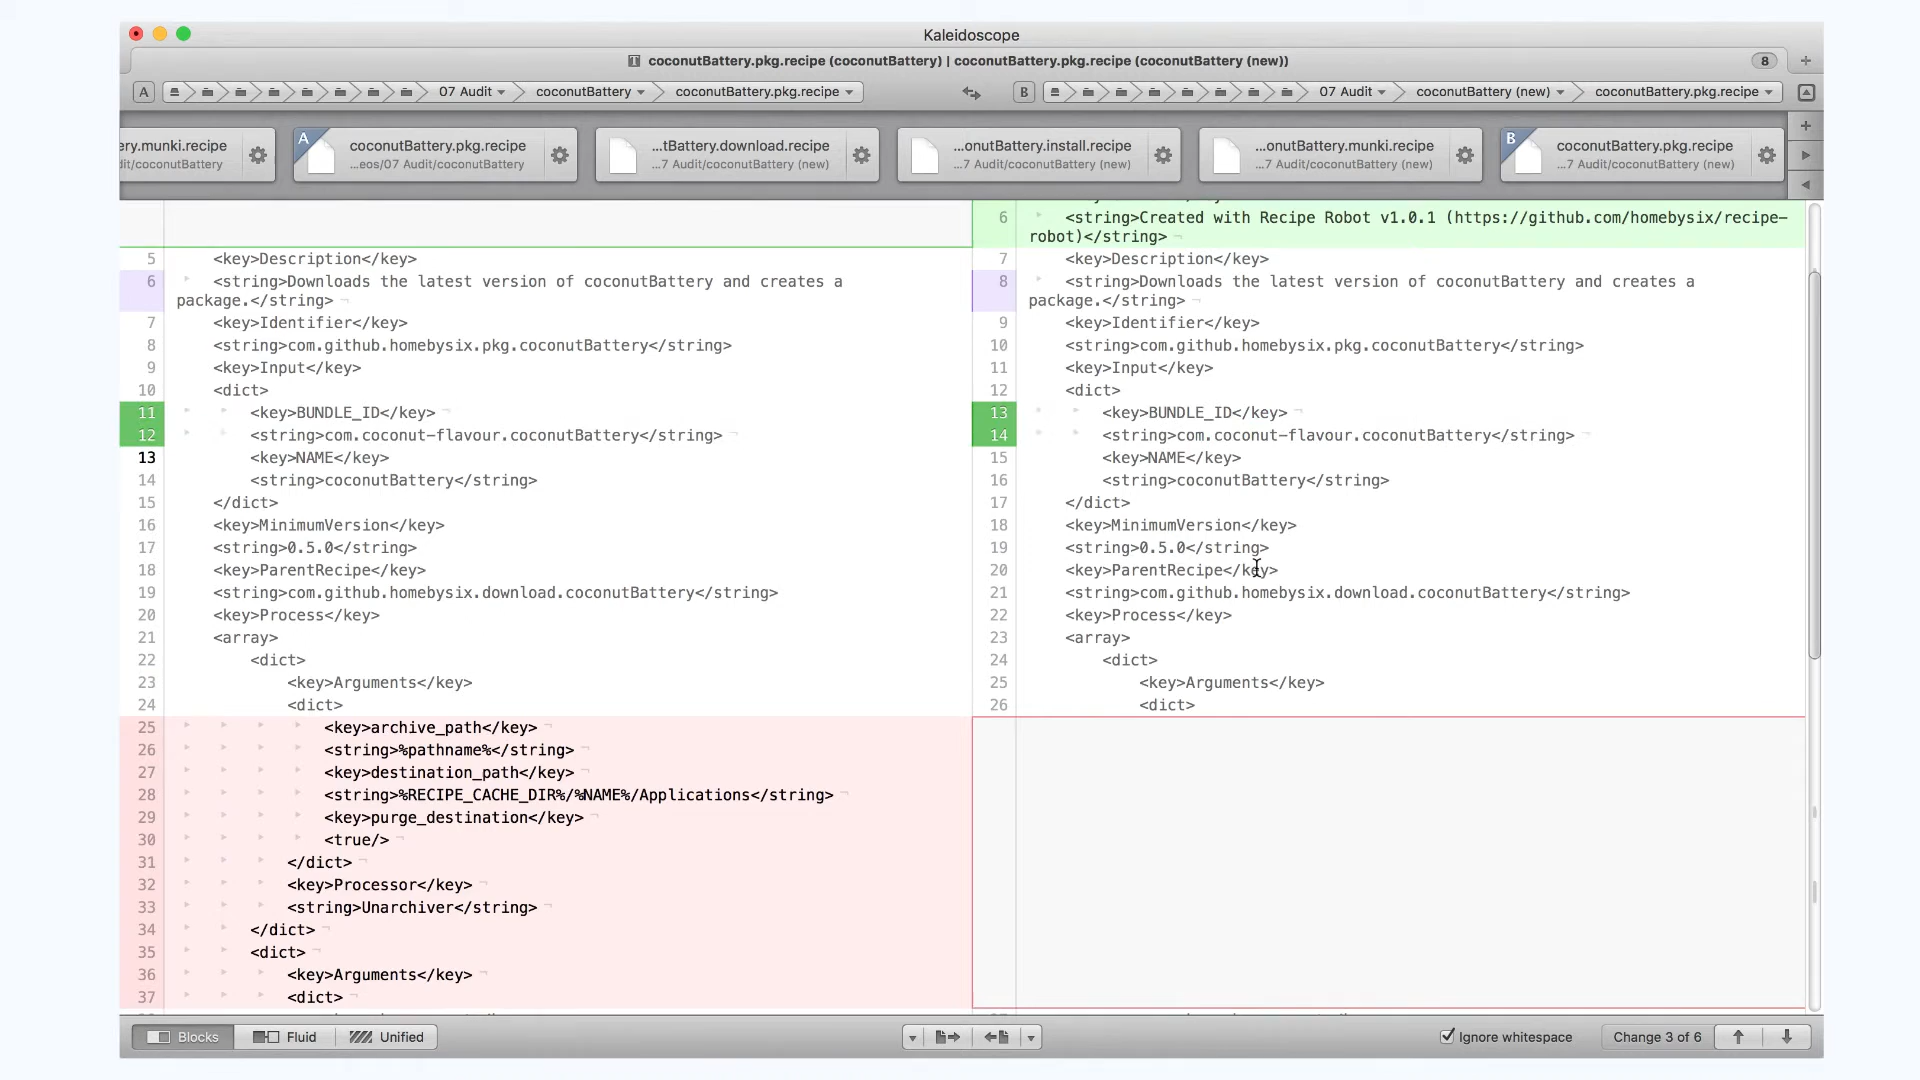 Kaleidoscope
coconutBattery.pkg.recipe (coconutBattery) | coconutBattery.pkg.recipe (coconutBattery (new))
8
A 07 Audit coconutBattery coconutBattery.pkg.recipe
B 07 Audit coconutBattery (new) coconutBattery.pkg.recipe
ery.munki.recipe
dit/coconutBattery
A
coconutBattery.pkg.recipe
...eos/07 Audit/coconutBattery
...tBattery.download.recipe
...7 Audit/coconutBattery (new)
...onutBattery.install.recipe
...7 Audit/coconutBattery (new)
...onutBattery.munki.recipe
...7 Audit/coconutBattery (new)
B
coconutBattery.pkg.recipe
...7 Audit/coconutBattery (new)
5 <key>Description</key>
6 <string>Downloads the latest version of coconutBattery and creates a
package.</string>
7 <key>Identifier</key>
8 <string>com.github.homebysix.pkg.coconutBattery</string>
9 <key>Input</key>
10 <dict>
11 <key>BUNDLE_ID</key>
12 <string>com.coconut-flavour.coconutBattery</string>
13 <key>NAME</key>
14 <string>coconutBattery</string>
15 </dict>
16 <key>MinimumVersion</key>
17 <string>0.5.0</string>
18 <key>ParentRecipe</key>
19 <string>com.github.homebysix.download.coconutBattery</string>
20 <key>Process</key>
21 <array>
22 <dict>
23 <key>Arguments</key>
24 <dict>
25 <key>archive_path</key>
26 <string>%pathname%</string>
27 <key>destination_path</key>
28 <string>%RECIPE_CACHE_DIR%/%NAME%/Applications</string>
29 <key>purge_destination</key>
30 <true/>
31 </dict>
32 <key>Processor</key>
33 <string>Unarchiver</string>
34 </dict>
35 <dict>
36 <key>Arguments</key>
37 <dict>
6 <string>Created with Recipe Robot v1.0.1 (https://github.com/homebysix/recipe-
robot)</string>
7 <key>Description</key>
8 <string>Downloads the latest version of coconutBattery and creates a
package.</string>
9 <key>Identifier</key>
10 <string>com.github.homebysix.pkg.coconutBattery</string>
11 <key>Input</key>
12 <dict>
13 <key>BUNDLE_ID</key>
14 <string>com.coconut-flavour.coconutBattery</string>
15 <key>NAME</key>
16 <string>coconutBattery</string>
17 </dict>
18 <key>MinimumVersion</key>
19 <string>0.5.0</string>
20 <key>ParentRecipe</key>
21 <string>com.github.homebysix.download.coconutBattery</string>
22 <key>Process</key>
23 <array>
24 <dict>
25 <key>Arguments</key>
26 <dict>
Blocks Fluid Unified
Ignore whitespace Change 3 of 6